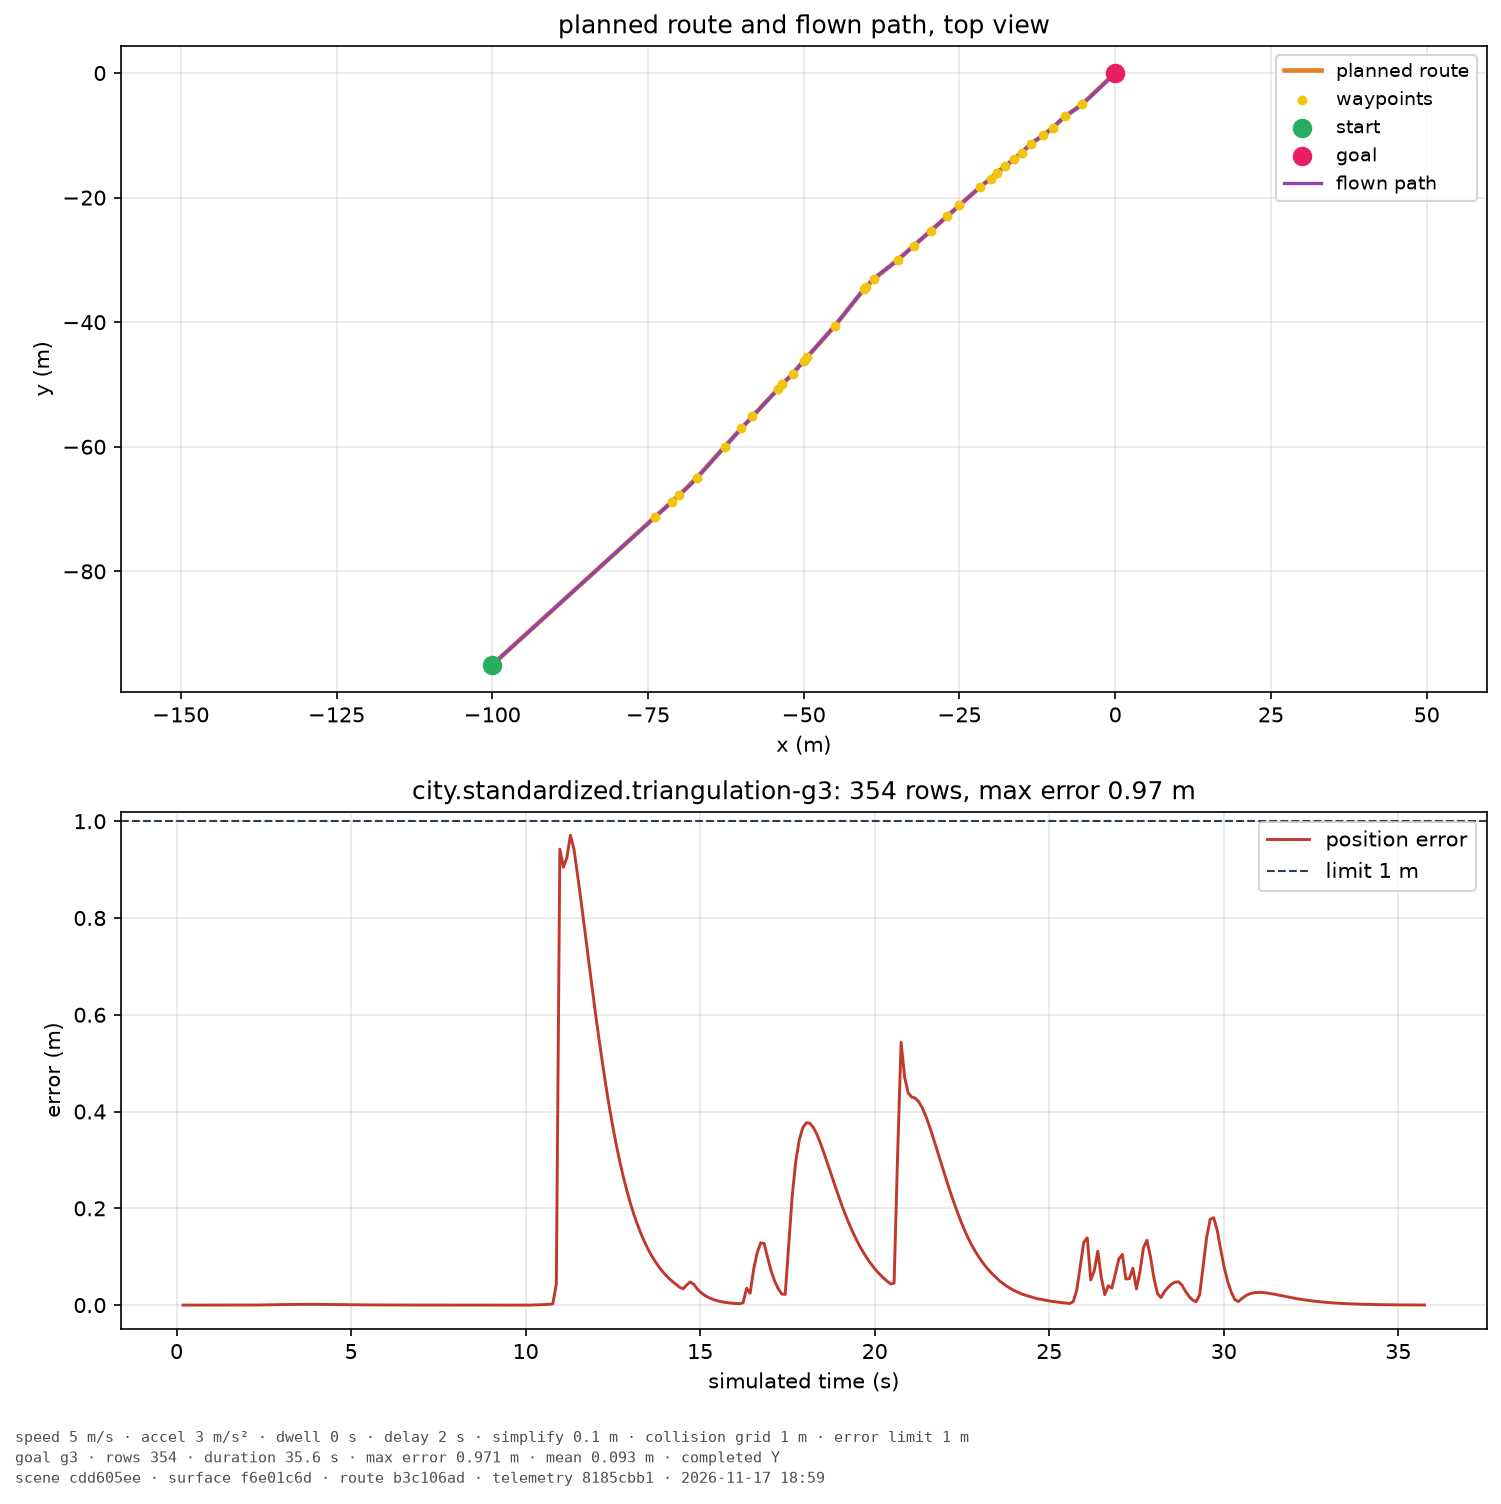 planned route and flown path, top view
planned route
waypoints
start
goal
flown path
0
−20
−40
−60
−80
y (m)
−150
−125
−100
−75
−50
−25
0
25
50
x (m)
city.standardized.triangulation-g3: 354 rows, max error 0.97 m
position error
limit 1 m
1.0
0.8
0.6
0.4
0.2
0.0
error (m)
0
5
10
15
20
25
30
35
simulated time (s)
speed 5 m/s · accel 3 m/s² · dwell 0 s · delay 2 s · simplify 0.1 m · collision grid 1 m · error limit 1 m
goal g3 · rows 354 · duration 35.6 s · max error 0.971 m · mean 0.093 m · completed Y
scene cdd605ee · surface f6e01c6d · route b3c106ad · telemetry 8185cbb1 · 2026-11-17 18:59